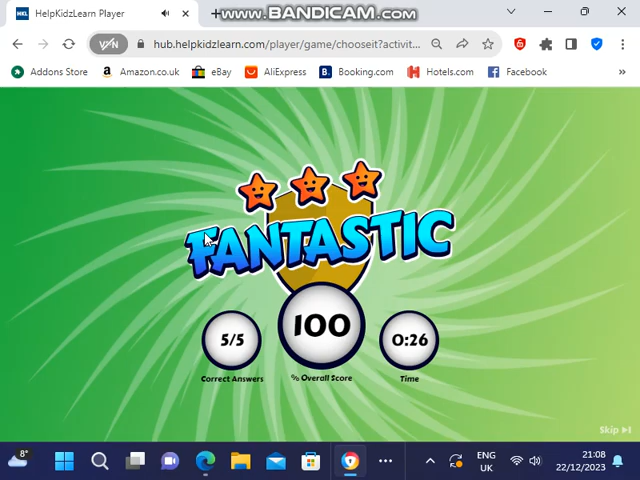 www.BANDICAM.com
HKL HelpKidzLearn Player
VPN hub.helpkidzlearn.com/player/game/chooseit?activit...
Addons Store Amazon.co.uk eBay AliExpress B. Booking.com Hotels.com Facebook
FANTASTIC
5/5 100 0:26
Correct Answers % Overall Score Time
Skip
8° ENG 21:08
UK 22/12/2023